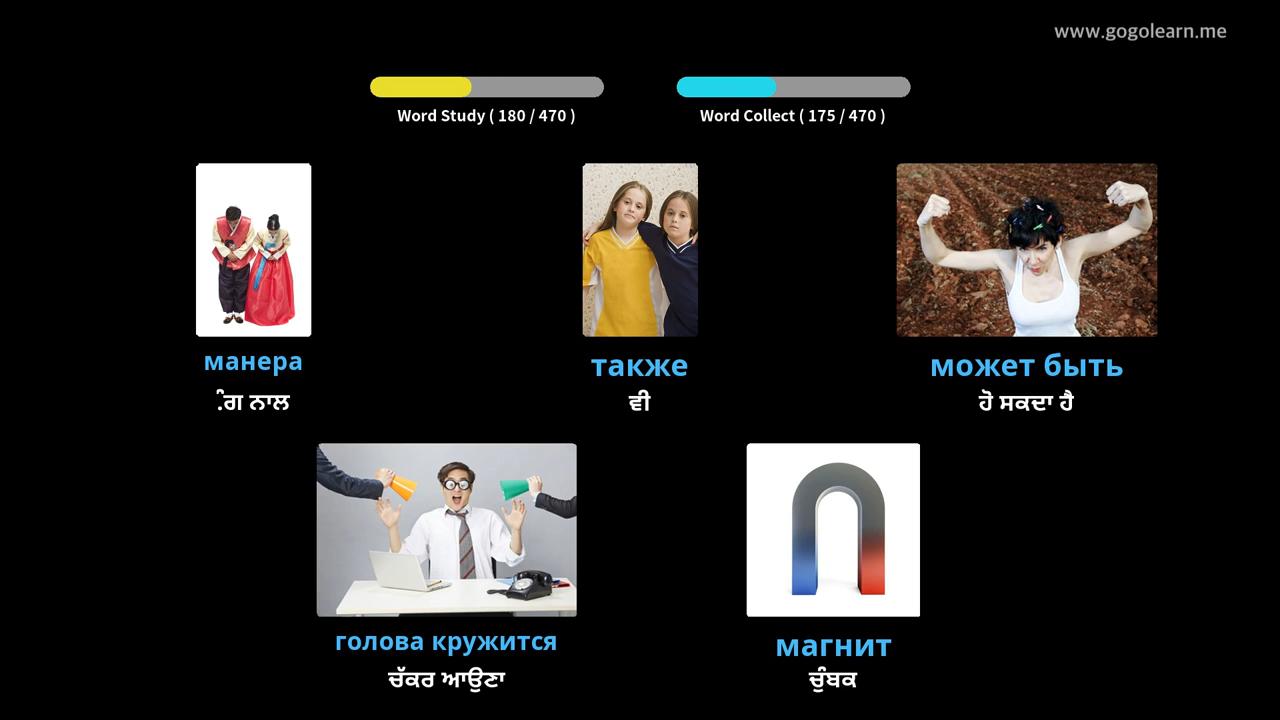 www.gogolearn.me
Word Study ( 180 / 470 )
Word Collect ( 175 / 470 )
манера
.ੰਗ ਨਾਲ
также
ਵੀ
может быть
ਹੋ ਸਕਦਾ ਹੈ
голова кружится
ਚੱਕਰ ਆਉਣਾ
магнит
ਚੁੰਬਕ